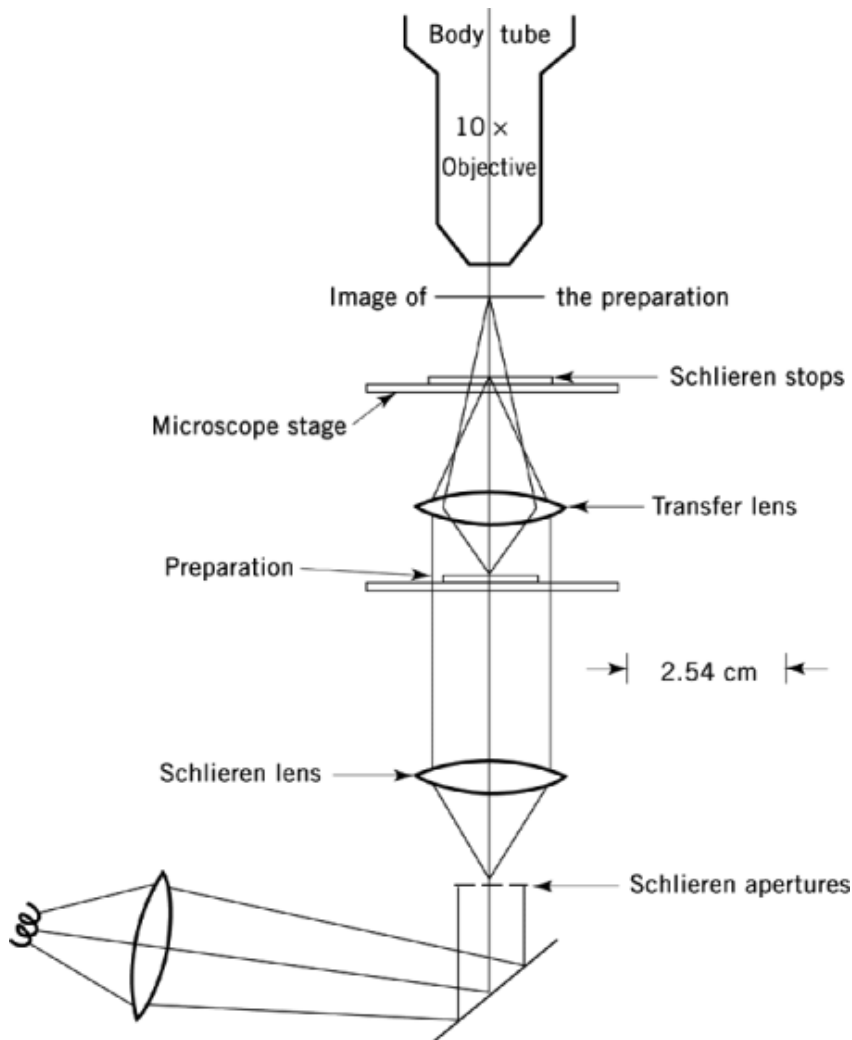 Body tube
10 ×
Objective
Image of the preparation
Schlieren stops
Microscope stage
Transfer lens
Preparation
2.54 cm
Schlieren lens
Schlieren apertures